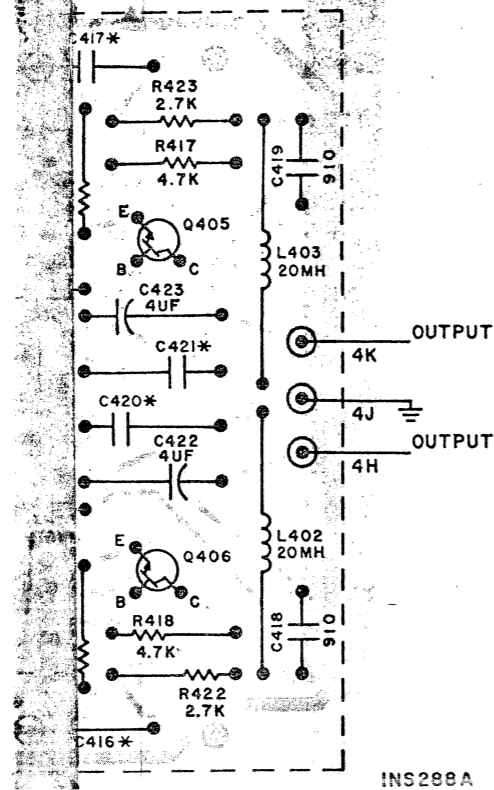 C417*
R423
2.7K
R417
4.7K
C419
910
E
Q405
B
C
L403
20MH
C423
4UF
OUTPUT
4K
C421*
C420*
4J
OUTPUT
4H
C422
4UF
L402
20MH
E
Q406
B
C
R418
4.7K
C418
910
R422
2.7K
C416*
INS288A